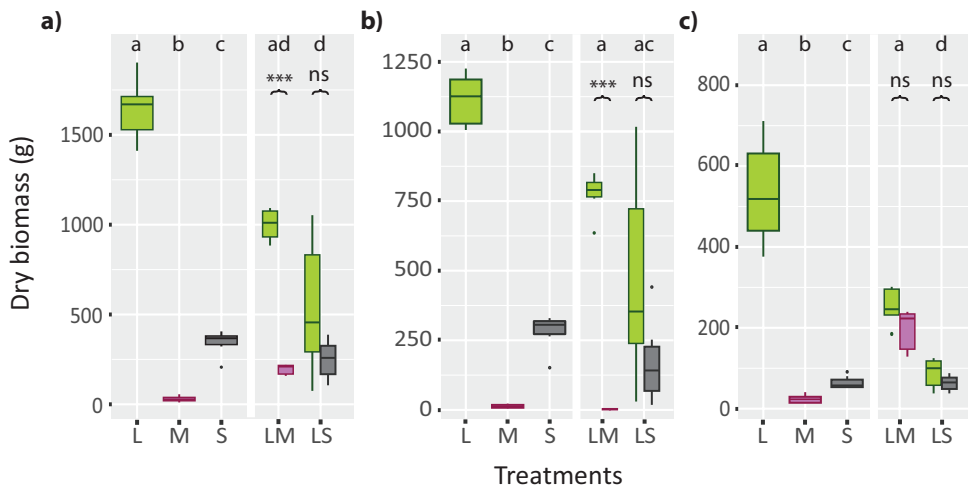 a) b) c)
a b c ad d
*** ns
1500
1000
500
0
L M S LM LS
a b c a ac
*** ns
1250
1000
750
500
250
0
L M S LM LS
a b c a d
ns ns
800
600
400
200
0
L M S LM LS
Dry biomass (g)
Treatments